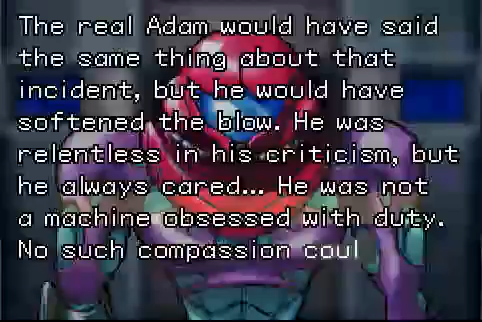 The real Adam would have said
the same thing about that
incident, but he would have
softened the blow. He was
relentless in his criticism, but
he always cared... He was not
a machine obsessed with duty.
No such compassion coul